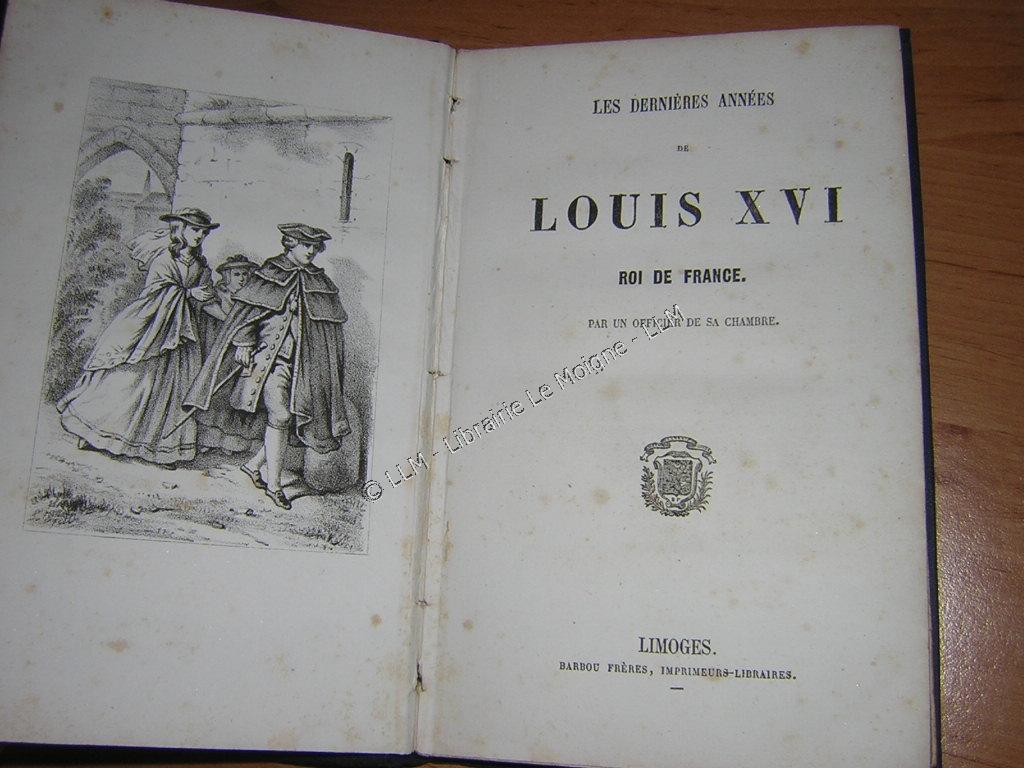 LES DERNIÈRES ANNÉES
DE
LOUIS XVI
ROI DE FRANCE.
PAR UN OFFICIER DE SA CHAMBRE.
© LLM - Librairie Le Moigne - LLM
LIMOGES.
BARBOU FRÈRES, IMPRIMEURS-LIBRAIRES.